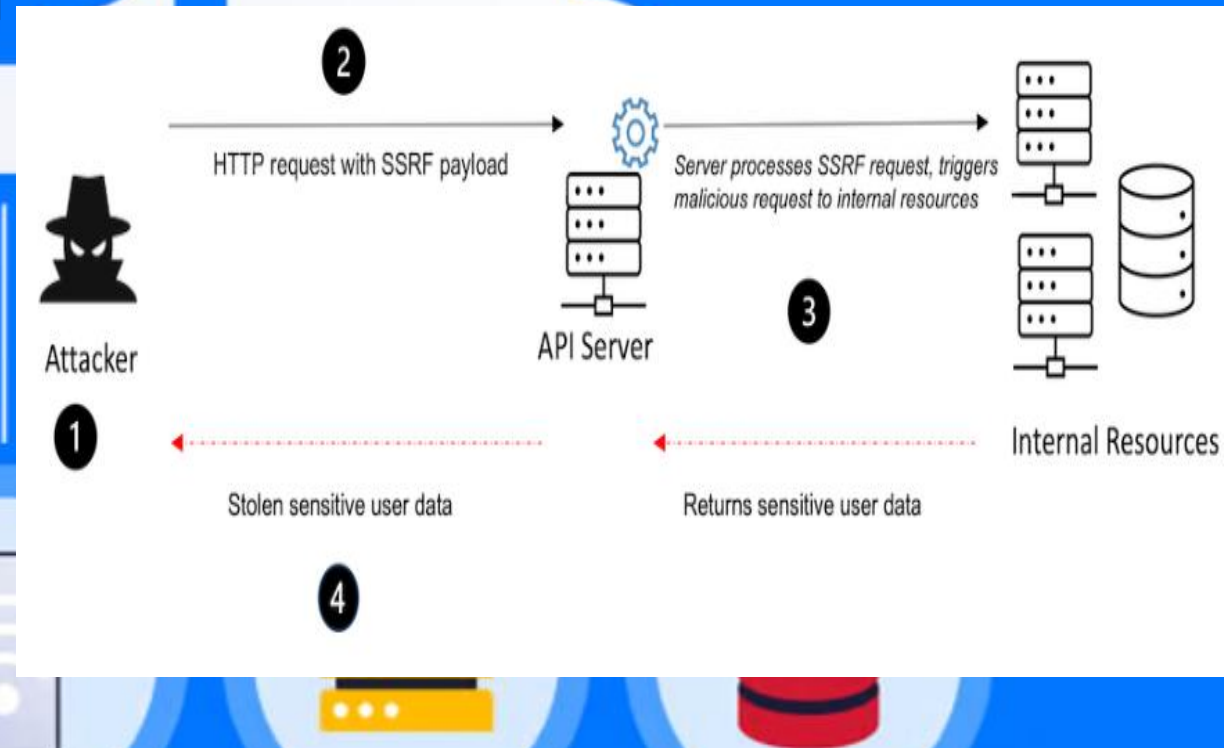 2
HTTP request with SSRF payload
Server processes SSRF request, triggers
malicious request to internal resources
3
Attacker
API Server
1
Internal Resources
Stolen sensitive user data
Returns sensitive user data
4